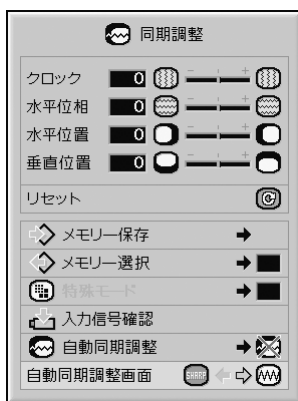 同期調整
クロック 0 − +
水平位相 0 − +
水平位置 0 − +
垂直位置 0 − +
リセット
メモリー保存
メモリー選択
特殊モード
入力信号確認
自動同期調整
自動同期調整画面 SHARP